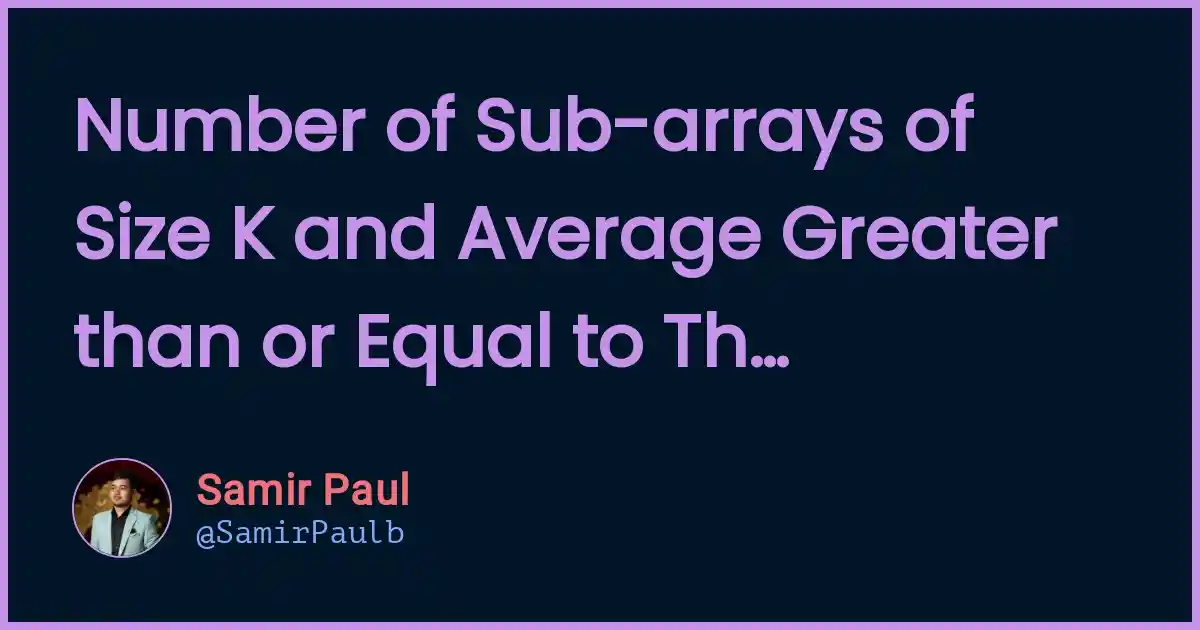 Number of Sub-arrays of
Size K and Average Greater
than or Equal to Th...
Samir Paul
@SamirPaulb